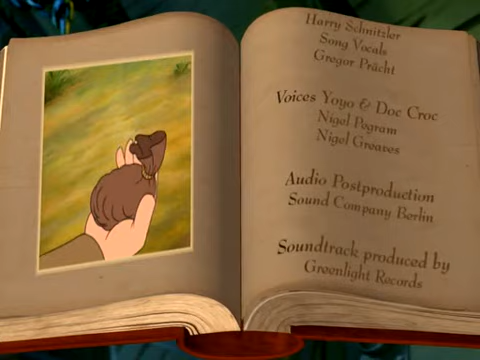 Harry Schnitzler
Song Vocals
Gregor Prächt
Voices Yoyo & Doc Croc
Nigel Pegram
Nigel Greaves
Audio Postproduction
Sound Company Berlin
Soundtrack produced by
Greenlight Records